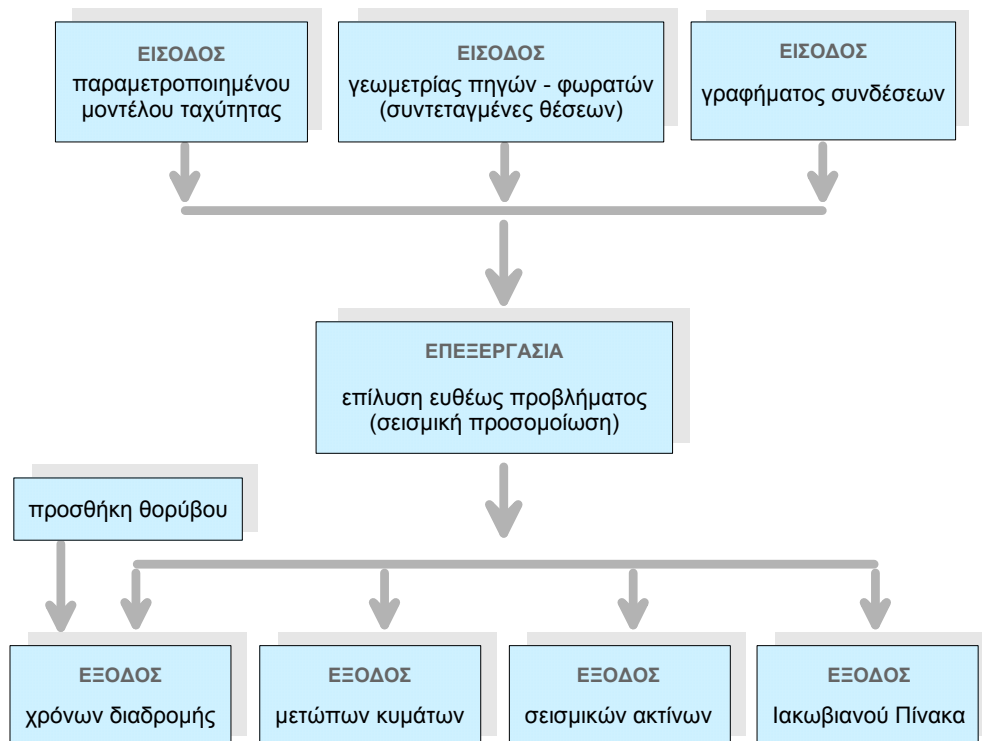 ΕΙΣΟΔΟΣ
παραμετροποιημένου
μοντέλου ταχύτητας
ΕΙΣΟΔΟΣ
γεωμετρίας πηγών - φωρατών
(συντεταγμένες θέσεων)
ΕΙΣΟΔΟΣ
γραφήματος συνδέσεων
ΕΠΕΞΕΡΓΑΣΙΑ
επίλυση ευθέως προβλήματος
(σεισμική προσομοίωση)
προσθήκη θορύβου
ΕΞΟΔΟΣ
χρόνων διαδρομής
ΕΞΟΔΟΣ
μετώπων κυμάτων
ΕΞΟΔΟΣ
σεισμικών ακτίνων
ΕΞΟΔΟΣ
Ιακωβιανού Πίνακα